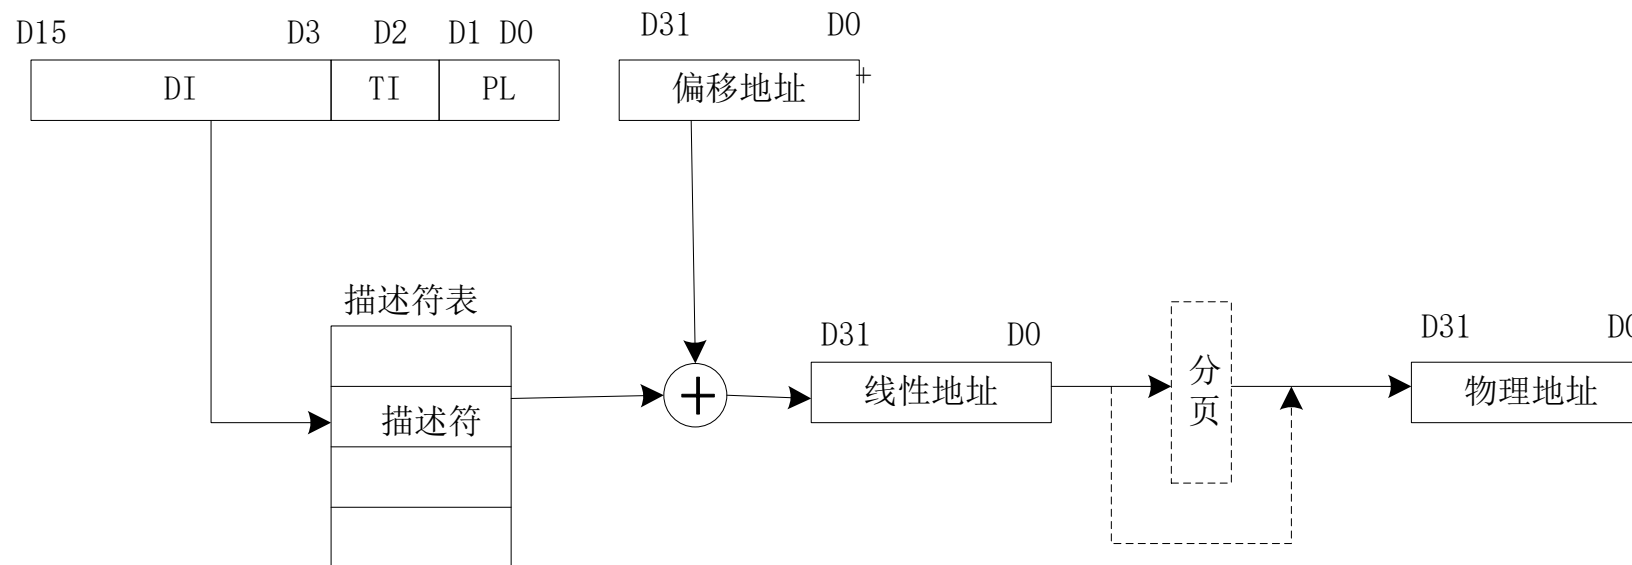 D15 D3 D2 D1 D0 D31 D0
DI TI PL 偏移地址 +
描述符表
D31 D0 D31 D0
分页
描述符 + 线性地址 物理地址